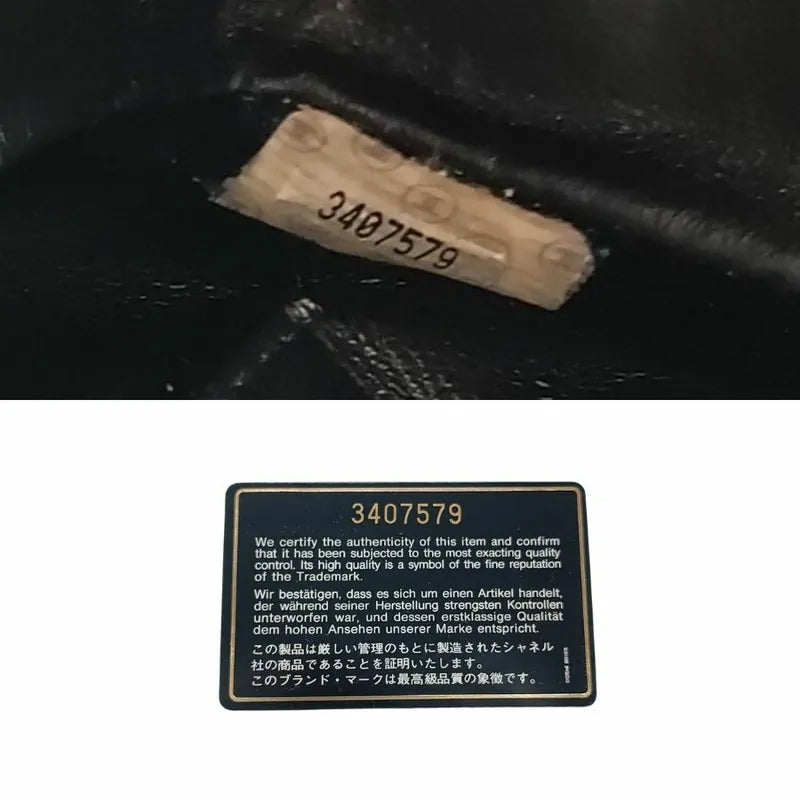 3407579
3407579
We certify the authenticity of this item and confirm
that it has been subjected to the most exacting quality
control. Its high quality is a symbol of the fine reputation
of the Trademark.
Wir bestätigen, dass es sich um einen Artikel handelt,
der während seiner Herstellung strengsten Kontrollen
unterworfen war, und dessen erstklassige Qualität
dem hohen Ansehen unserer Marke entspricht.
この製品は厳しい管理のもとに製造されたシャネル
社の商品であることを証明いたします。
このブランド・マークは最高級品質の象徴です。